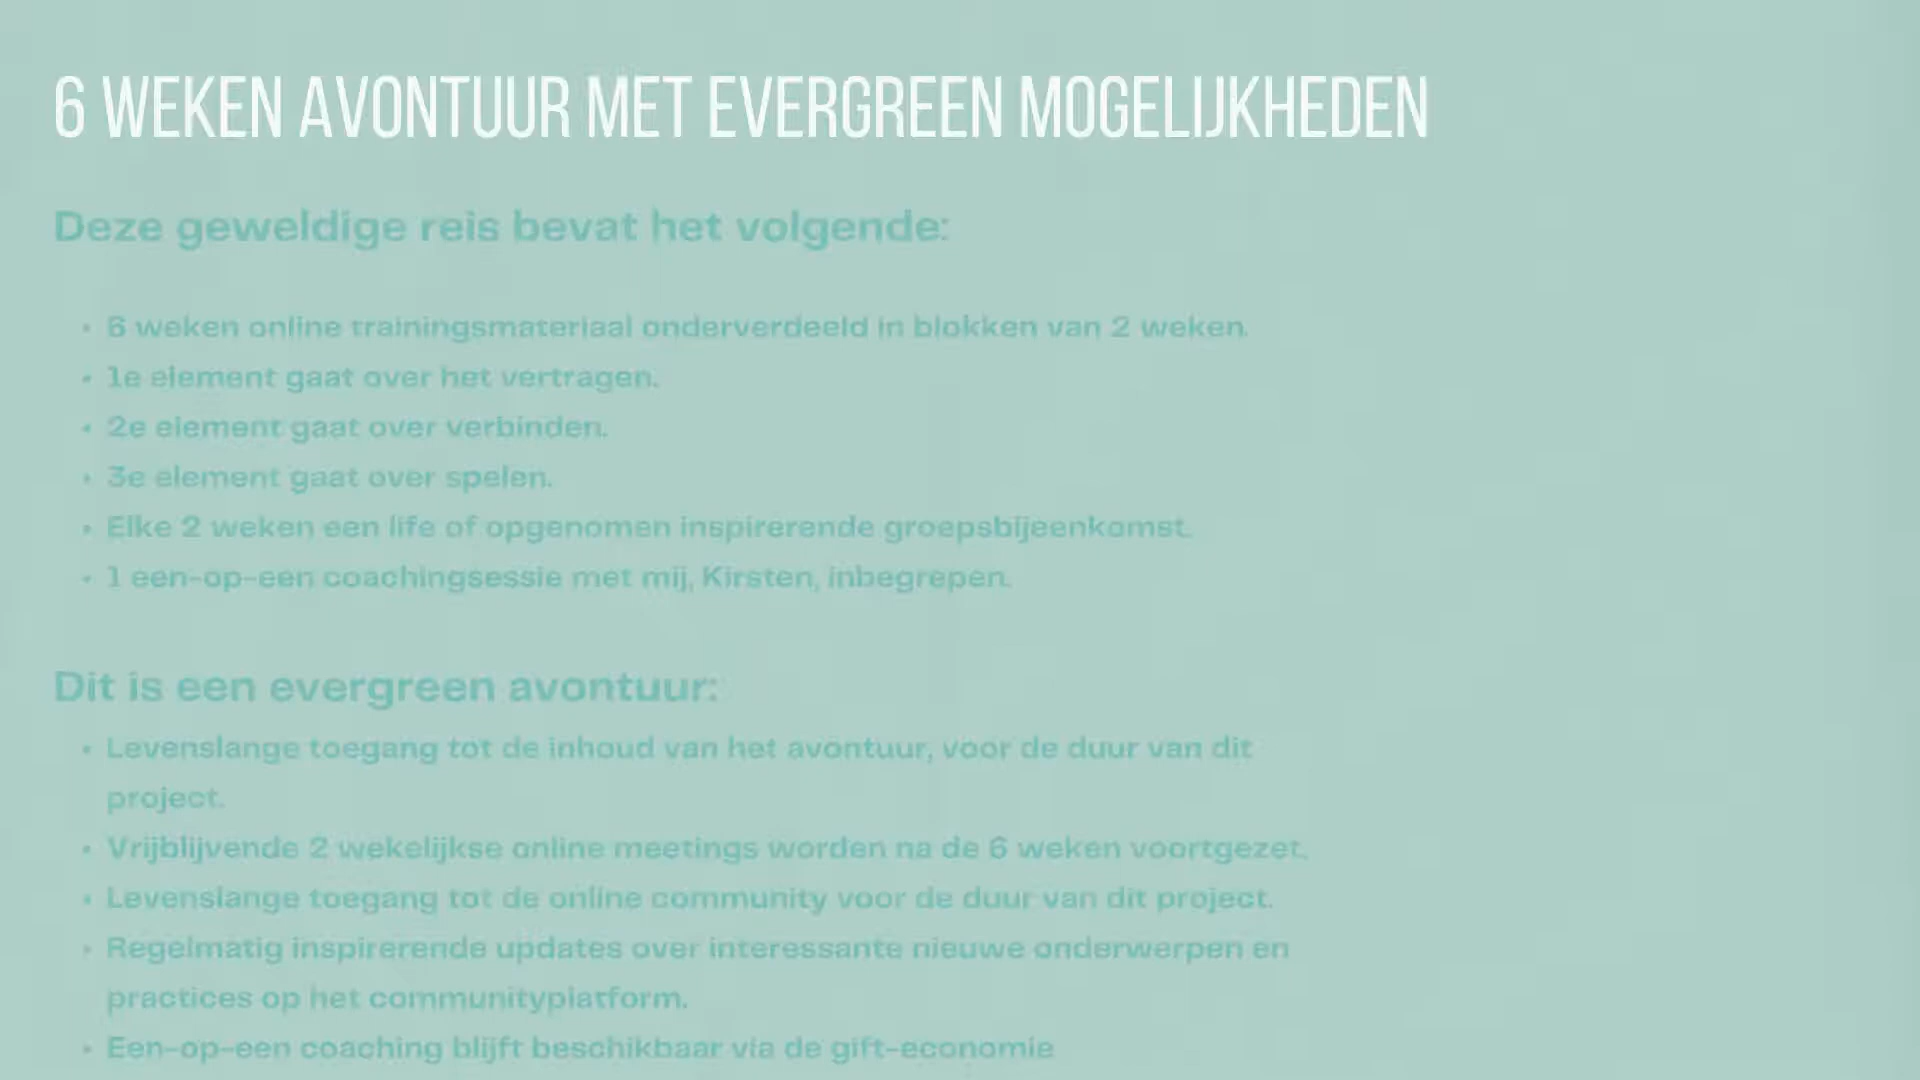 6 WEKEN AVONTUUR MET EVERGREEN MOGELIJKHEDEN
Deze geweldige reis bevat het volgende:
• 6 weken online trainingsmateriaal onderverdeeld in blokken van 2 weken.
• 1e element gaat over het vertragen.
• 2e element gaat over verbinden.
• 3e element gaat over spelen.
• Elke 2 weken een life of opgenomen inspirerende groepsbijeenkomst.
• 1 een-op-een coachingsessie met mij, Kirsten, inbegrepen.
Dit is een evergreen avontuur:
• Levenslange toegang tot de inhoud van het avontuur, voor de duur van dit
project.
• Vrijblijvende 2 wekelijkse online meetings worden na de 6 weken voortgezet.
• Levenslange toegang tot de online community voor de duur van dit project.
• Regelmatig inspirerende updates over interessante nieuwe onderwerpen en
practices op het communityplatform.
• Een-op-een coaching blijft beschikbaar via de gift-economie